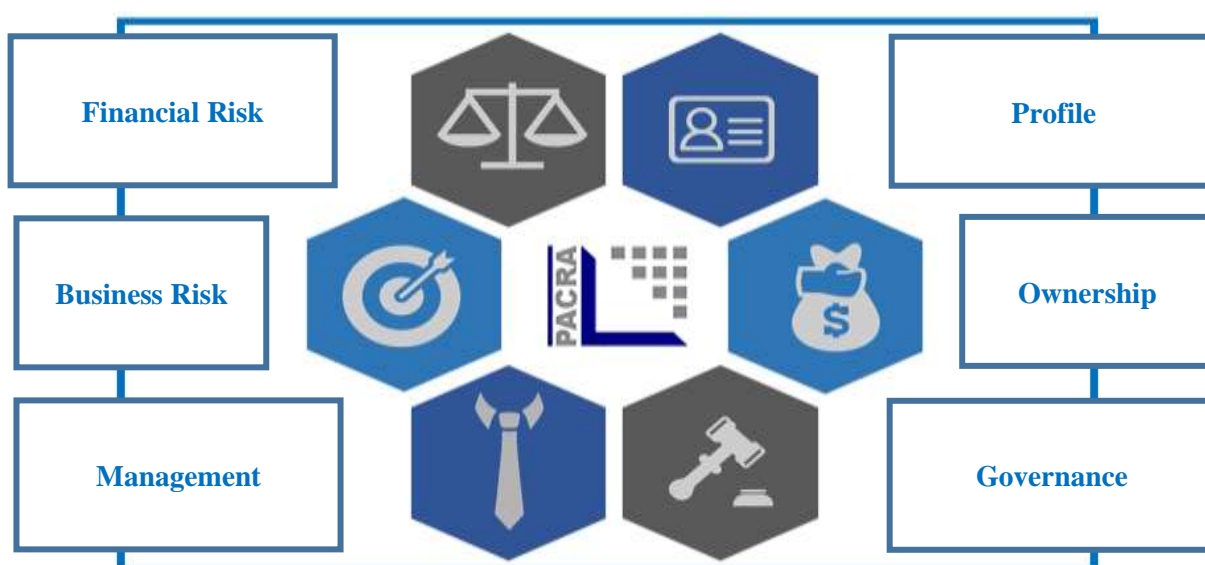 Financial Risk
Profile
Business Risk
PACRA
$
Ownership
Management
Governance